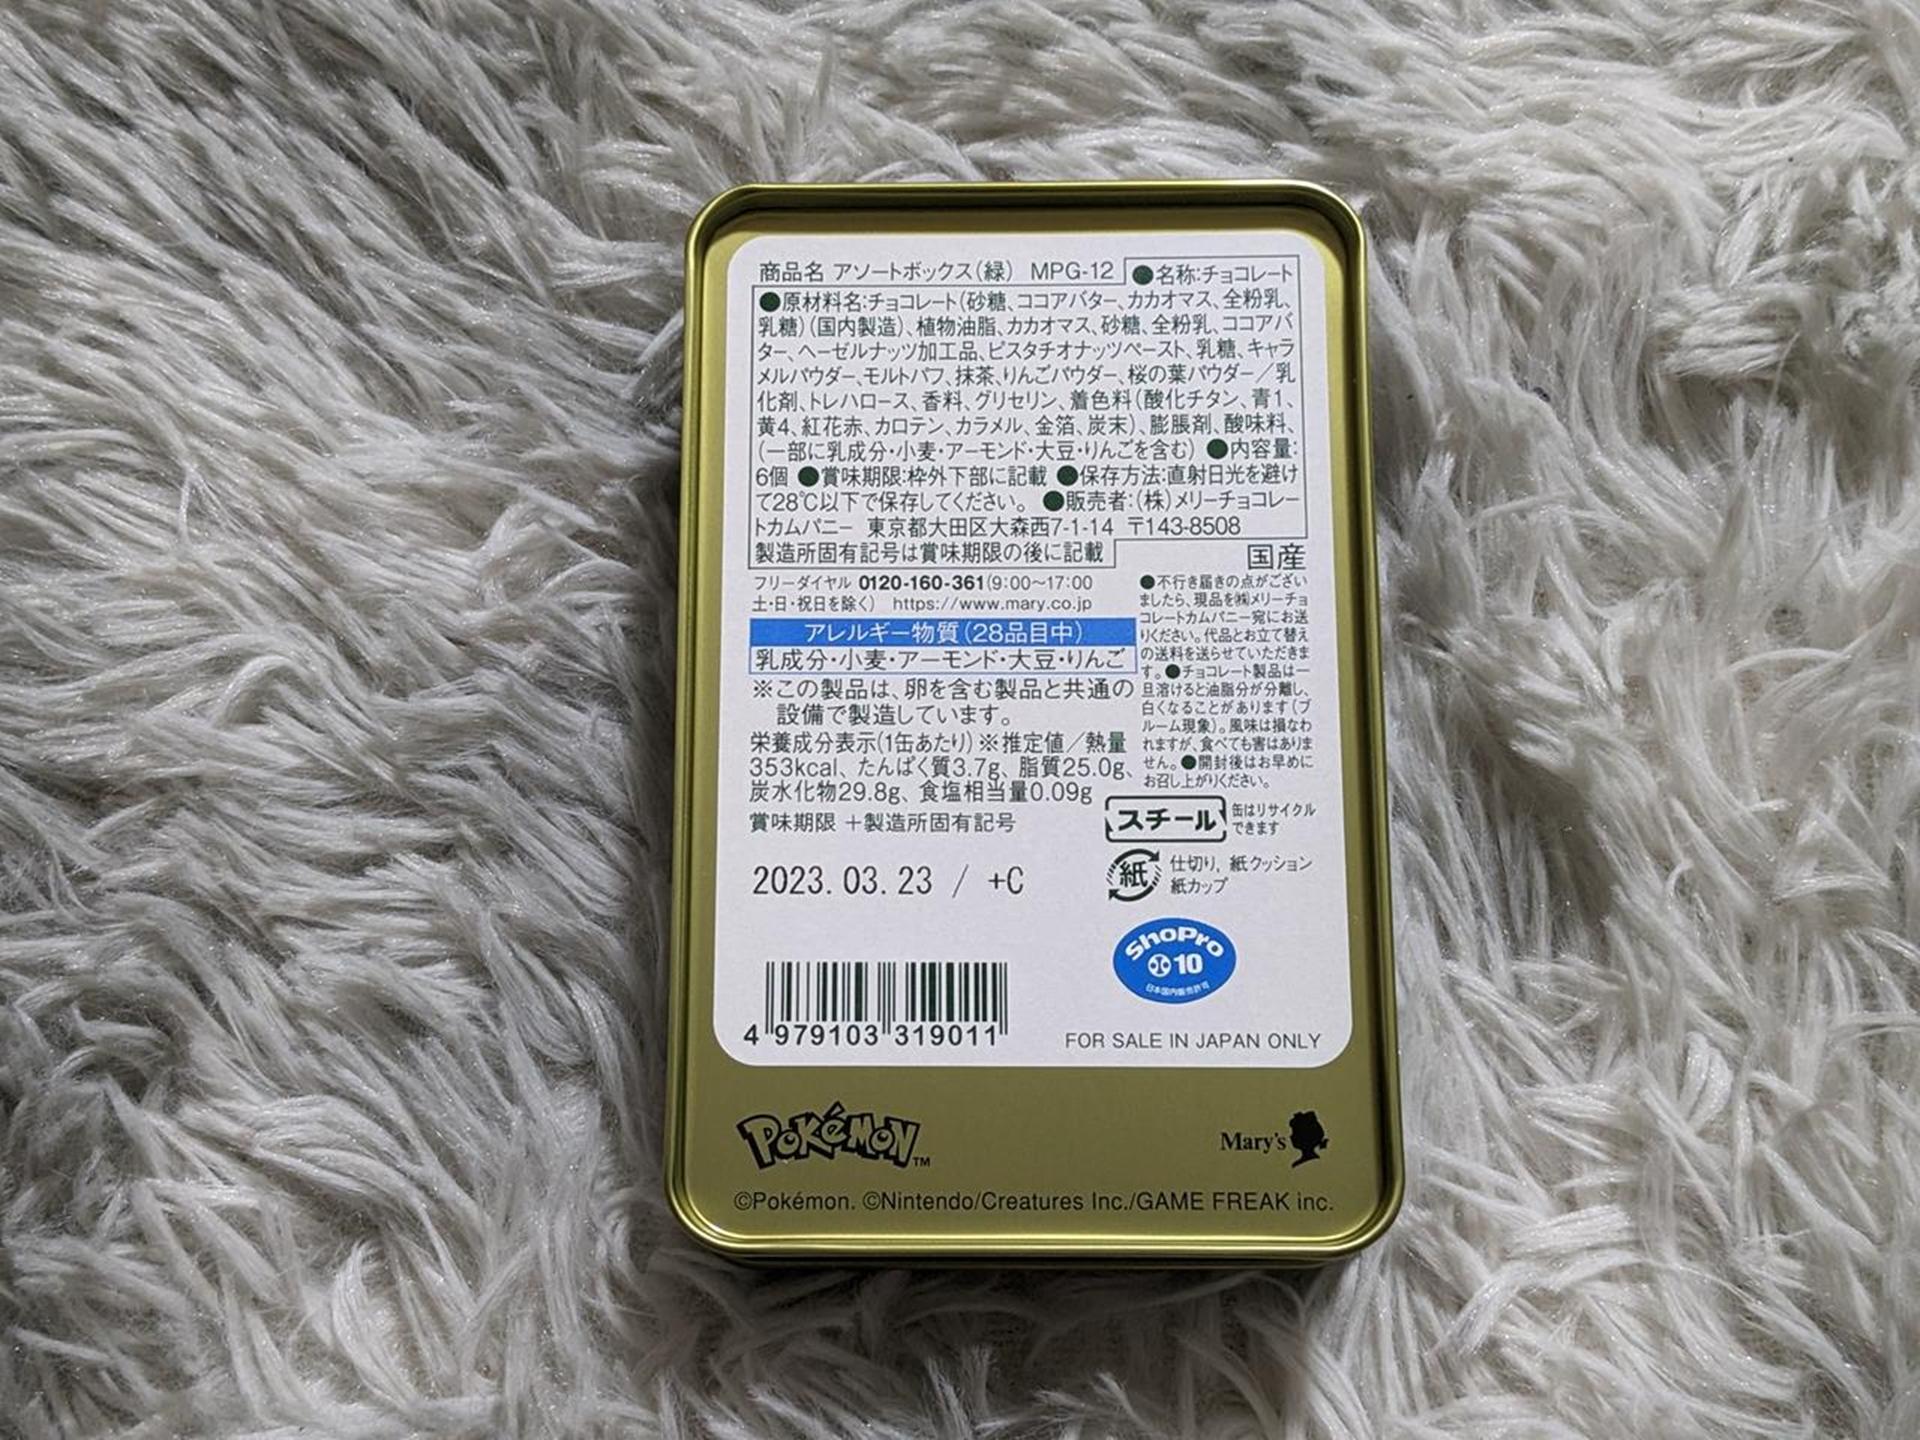 商品名 アソートボックス(緑) MPG-12
●名称:チョコレート
●原材料名:チョコレート(砂糖、ココアバター、カカオマス、全粉乳、
乳糖)(国内製造)、植物油脂、カカオマス、砂糖、全粉乳、ココアバ
ター、ヘーゼルナッツ加工品、ピスタチオナッツペースト、乳糖、キャラ
メルパウダー、モルトパフ、抹茶、りんごパウダー、桜の葉パウダー/乳
化剤、トレハロース、香料、グリセリン、着色料(酸化チタン、青1、
黄4、紅花赤、カロテン、カラメル、金箔、炭末)、膨脹剤、酸味料、
(一部に乳成分・小麦・アーモンド・大豆・りんごを含む) ●内容量:
6個 ●賞味期限:枠外下部に記載 ●保存方法:直射日光を避け
て28℃以下で保存してください。 ●販売者:(株)メリーチョコレー
トカムパニー 東京都大田区大森西7-1-14 〒143-8508
製造所固有記号は賞味期限の後に記載
国産
フリーダイヤル 0120-160-361(9:00~17:00
土・日・祝日を除く) https://www.mary.co.jp
アレルギー物質(28品目中)
乳成分・小麦・アーモンド・大豆・りんご
※この製品は、卵を含む製品と共通の
設備で製造しています。
栄養成分表示(1缶あたり)※推定値/熱量
353kcal、たんぱく質3.7g、脂質25.0g、
炭水化物29.8g、食塩相当量0.09g
賞味期限 +製造所固有記号
2023.03.23 / +C
●不行き届きの点がござい
ましたら、現品を㈱メリーチョ
コレートカムパニー宛にお送
りください。代品とお立て替え
の送料を送らせていただきま
す。●チョコレート製品は一
旦溶けると油脂分が分離し、
白くなることがあります(ブ
ルーム現象)。風味は損なわ
れますが、食べても害はありま
せん。●開封後はお早めに
お召し上がりください。
スチール 缶はリサイクル
できます
紙 仕切り, 紙クッション
紙カップ
ShoPro
10
日本国内販売許可
4 979103 319011
FOR SALE IN JAPAN ONLY
POKéMON™
Mary's
©Pokémon. ©Nintendo/Creatures Inc./GAME FREAK inc.